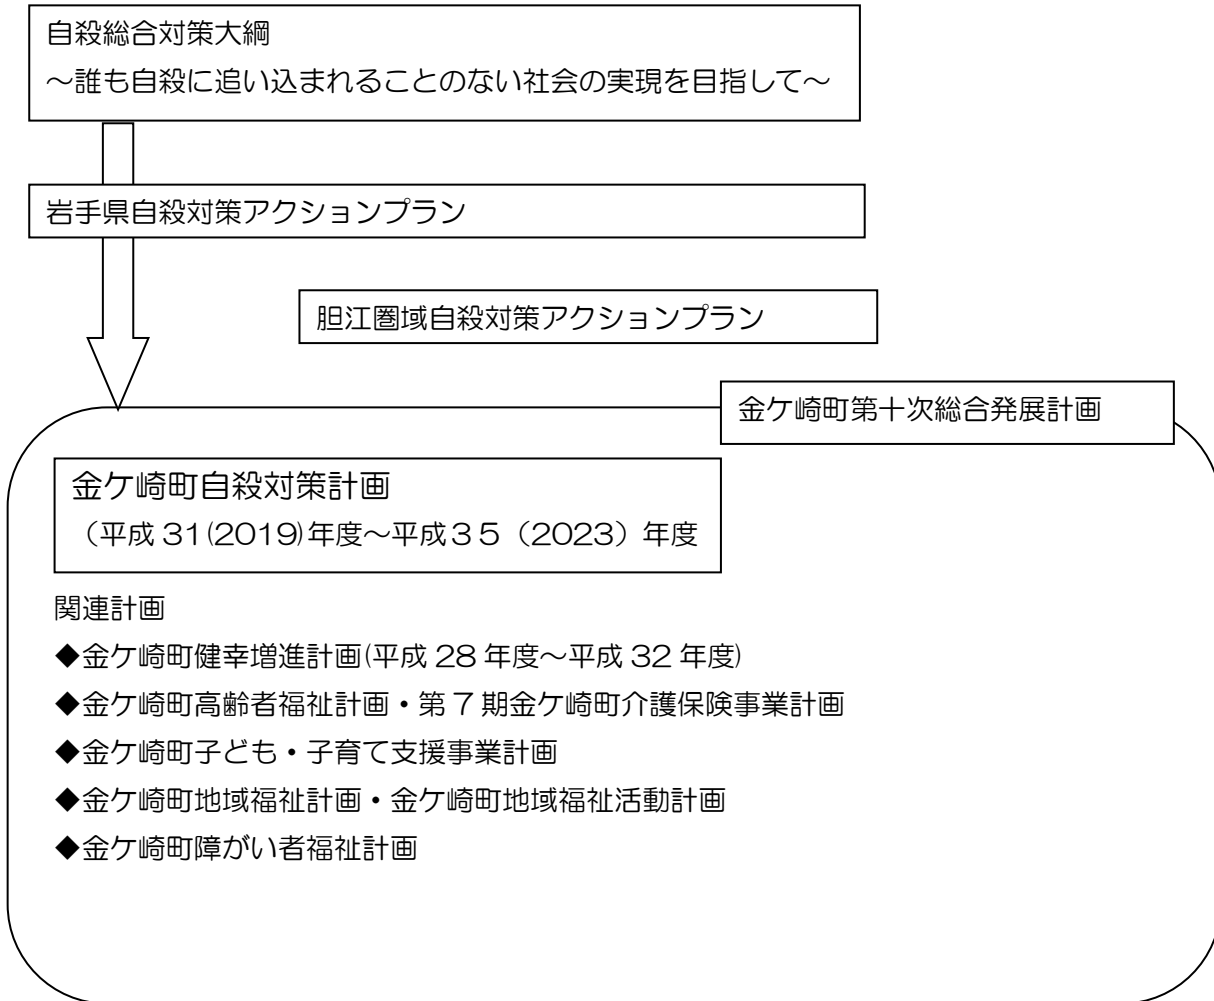 自殺総合対策大綱
～誰も自殺に追い込まれることのない社会の実現を目指して～
岩手県自殺対策アクションプラン
胆江圏域自殺対策アクションプラン
金ケ崎町第十次総合発展計画
金ケ崎町自殺対策計画
（平成 31(2019)年度～平成３５（2023）年度
関連計画
◆金ケ崎町健幸増進計画(平成 28 年度～平成 32 年度)
◆金ケ崎町高齢者福祉計画・第 7 期金ケ崎町介護保険事業計画
◆金ケ崎町子ども・子育て支援事業計画
◆金ケ崎町地域福祉計画・金ケ崎町地域福祉活動計画
◆金ケ崎町障がい者福祉計画